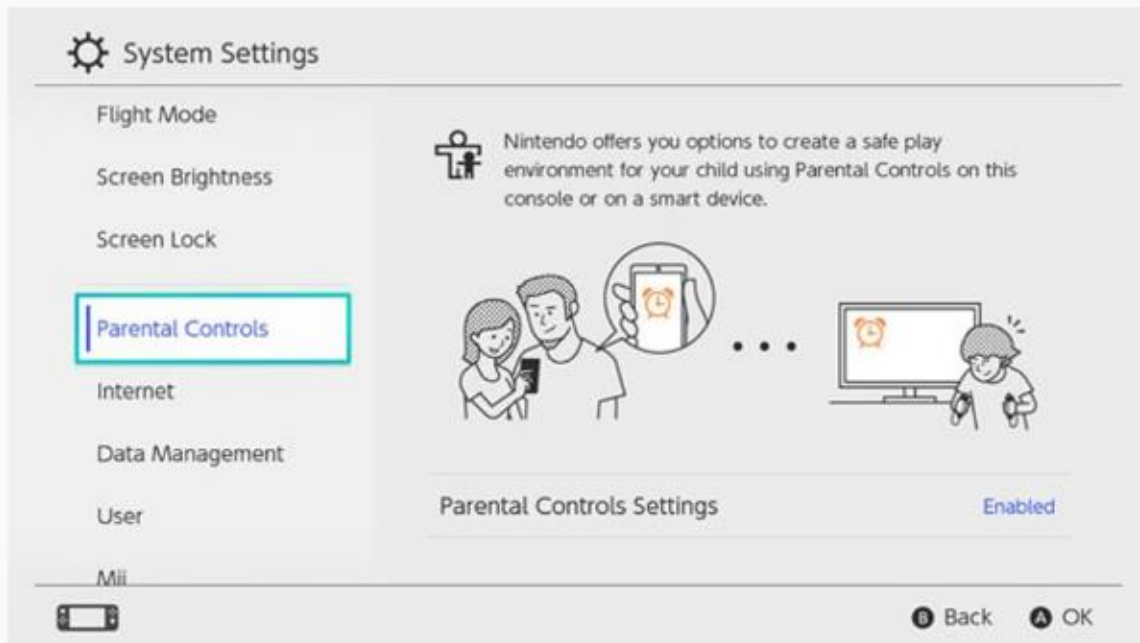 System Settings
Flight Mode
Screen Brightness
Screen Lock
Parental Controls
Internet
Data Management
User
Mii
Nintendo offers you options to create a safe play
environment for your child using Parental Controls on this
console or on a smart device.
Parental Controls Settings Enabled
B Back A OK